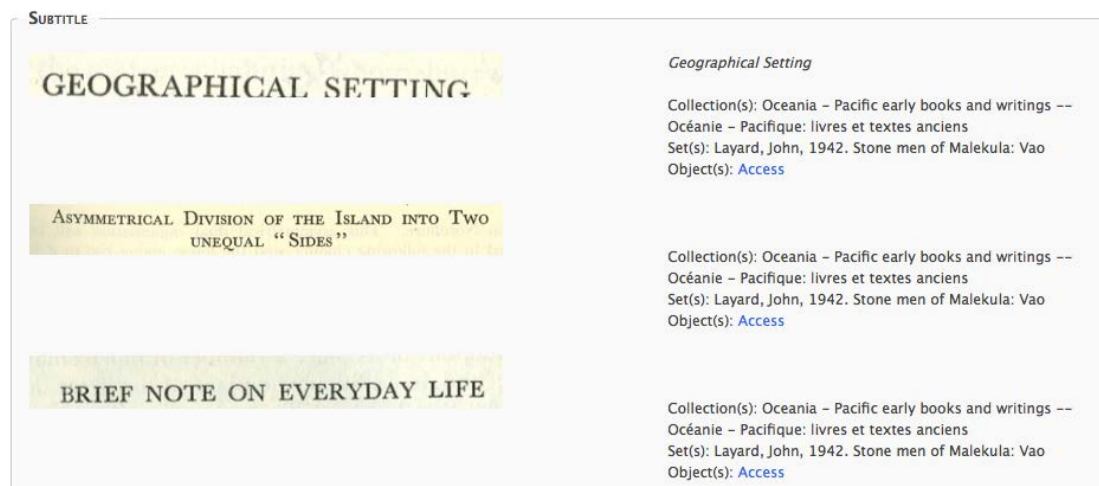 Subtitle
GEOGRAPHICAL SETTING
Geographical Setting
Collection(s): Oceania – Pacific early books and writings --
Océanie – Pacifique: livres et textes anciens
Set(s): Layard, John, 1942. Stone men of Malekula: Vao
Object(s): Access
Asymmetrical Division of the Island into Two
unequal “Sides”
Collection(s): Oceania – Pacific early books and writings --
Océanie – Pacifique: livres et textes anciens
Set(s): Layard, John, 1942. Stone men of Malekula: Vao
Object(s): Access
BRIEF NOTE ON EVERYDAY LIFE
Collection(s): Oceania – Pacific early books and writings --
Océanie – Pacifique: livres et textes anciens
Set(s): Layard, John, 1942. Stone men of Malekula: Vao
Object(s): Access